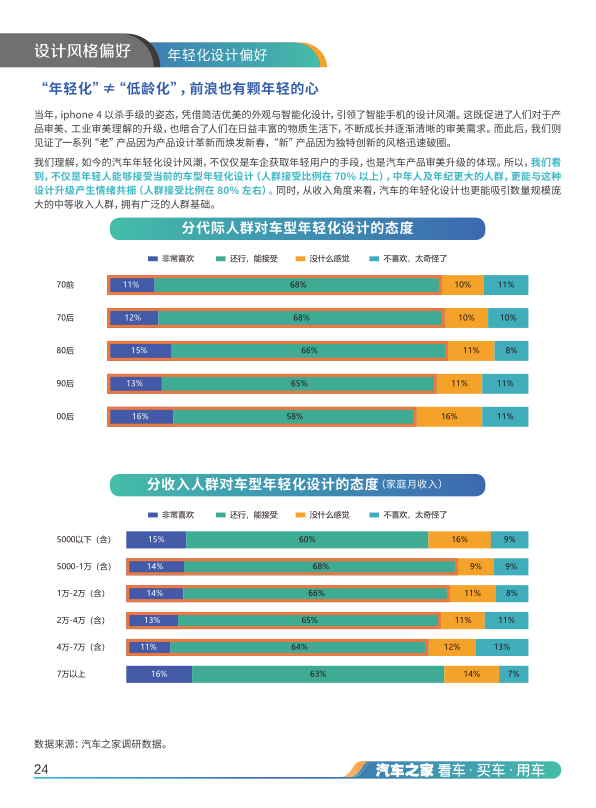 设计风格偏好
年轻化设计偏好
“年轻化” ≠ “低龄化”，前浪也有颗年轻的心
当年，iphone 4 以杀手级的姿态，凭借简洁优美的外观与智能化设计，引领了智能手机的设计风潮。这既促进了人们对于产
品审美、工业审美理解的升级，也暗合了人们在日益丰富的物质生活下，不断成长并逐渐清晰的审美需求。而此后，我们则
见证了一系列 “老” 产品因为产品设计革新而焕发新春，“新” 产品因为独特创新的风格迅速破圈。
我们理解，如今的汽车年轻化设计风潮，不仅仅是车企获取年轻用户的手段，也是汽车产品审美升级的体现。所以，我们看
到，不仅是年轻人能够接受当前的车型年轻化设计（人群接受比例在 70% 以上），中年人及年纪更大的人群，更能与这种
设计升级产生情绪共振（人群接受比例在 80% 左右）。同时，从收入角度来看，汽车的年轻化设计也更能吸引数量规模庞
大的中等收入人群，拥有广泛的人群基础。
分代际人群对车型年轻化设计的态度
非常喜欢 还行，能接受 没什么感觉 不喜欢，太奇怪了
70前 11% 68% 10% 11%
70后 12% 68% 10% 10%
80后 15% 66% 11% 8%
90后 13% 65% 11% 11%
00后 16% 58% 16% 11%
分收入人群对车型年轻化设计的态度（家庭月收入）
非常喜欢 还行，能接受 没什么感觉 不喜欢，太奇怪了
5000以下（含） 15% 60% 16% 9%
5000-1万（含） 14% 68% 9% 9%
1万-2万（含） 14% 66% 11% 8%
2万-4万（含） 13% 65% 11% 11%
4万-7万（含） 11% 64% 12% 13%
7万以上 16% 63% 14% 7%
数据来源：汽车之家调研数据。
24
汽车之家 看车 · 买车 · 用车